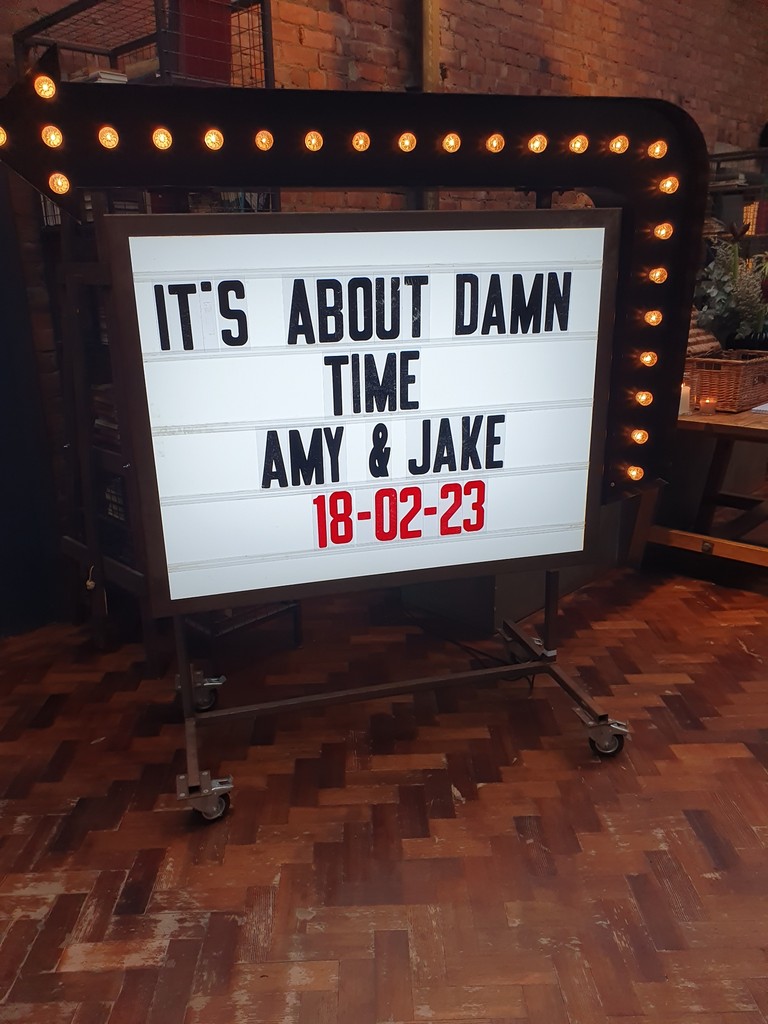 IT'S ABOUT DAMN
TIME
AMY & JAKE
18-02-23